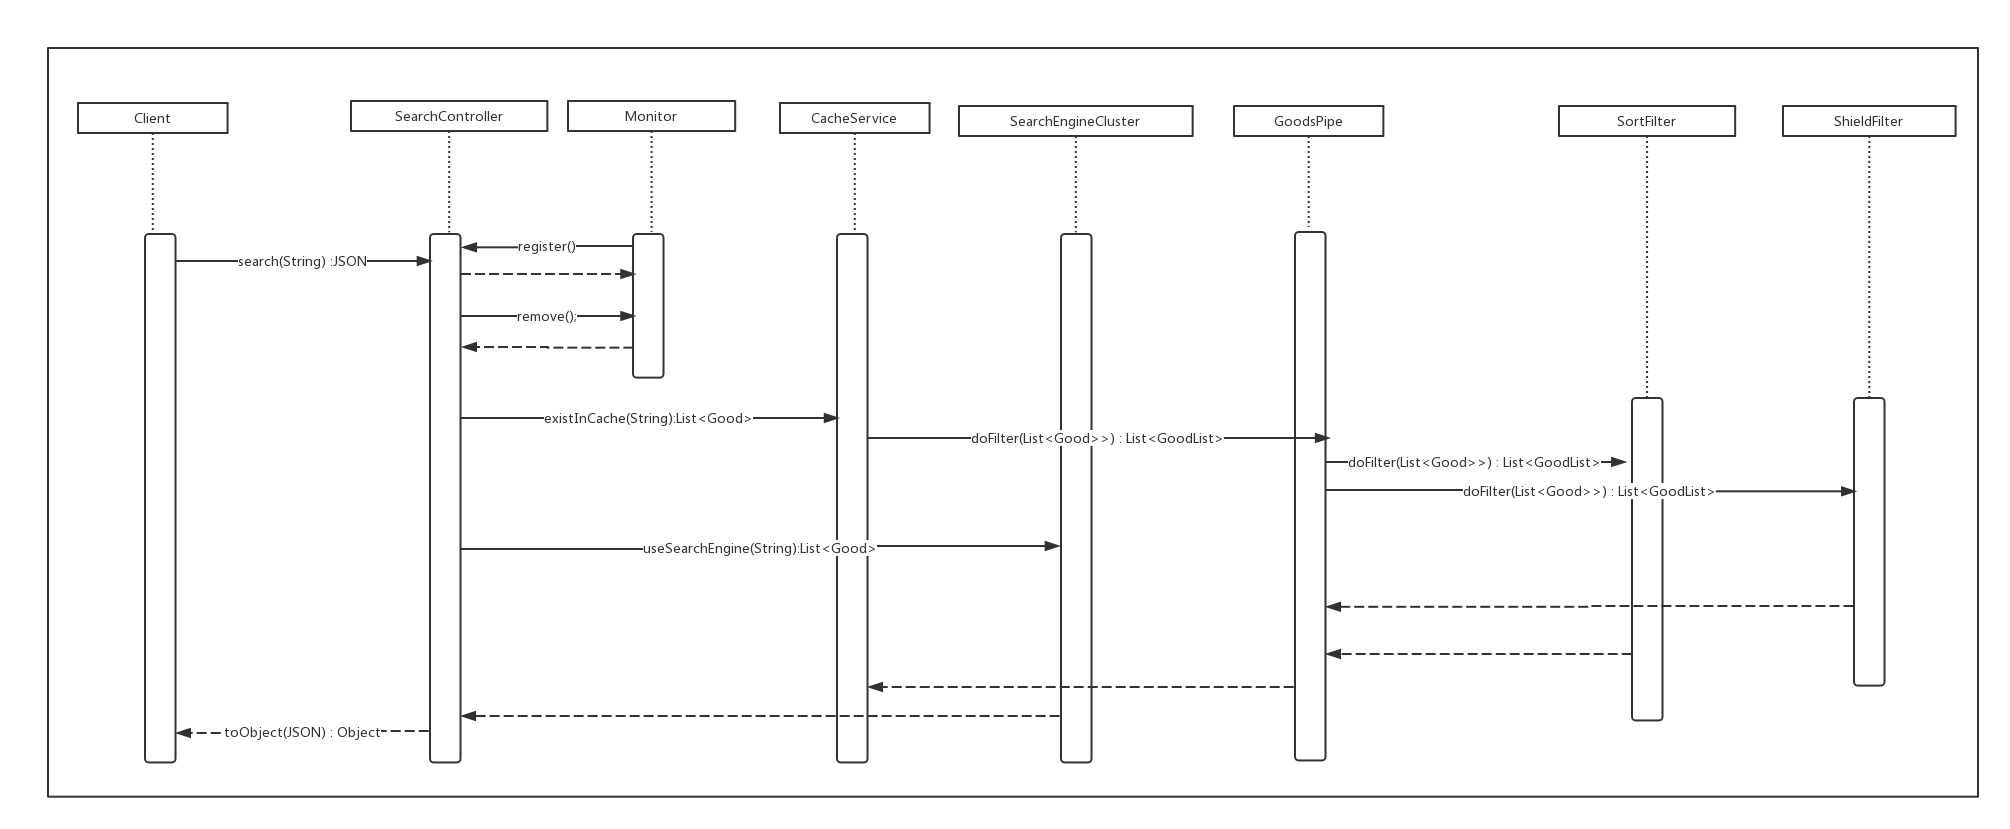 Client
SearchController
Monitor
CacheService
SearchEngineCluster
GoodsPipe
SortFilter
ShieldFilter
register()
search(String) :JSON
remove();
existInCache(String):List<Good>
doFilter(List<Good>>) : List<GoodList>
doFilter(List<Good>>) : List<GoodList>
doFilter(List<Good>>) : List<GoodList>
useSearchEngine(String):List<Good>
toObject(JSON) : Object